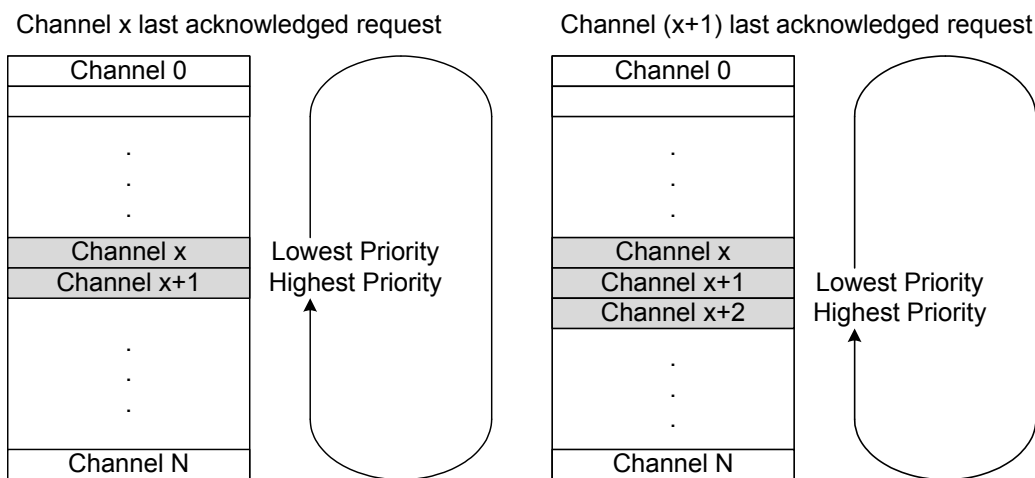 Channel x last acknowledged request
Channel 0
.
.
.
Channel x
Channel x+1
.
.
.
Channel N
Lowest Priority
Highest Priority
Channel (x+1) last acknowledged request
Channel 0
.
.
.
Channel x
Channel x+1
Channel x+2
.
.
.
Channel N
Lowest Priority
Highest Priority